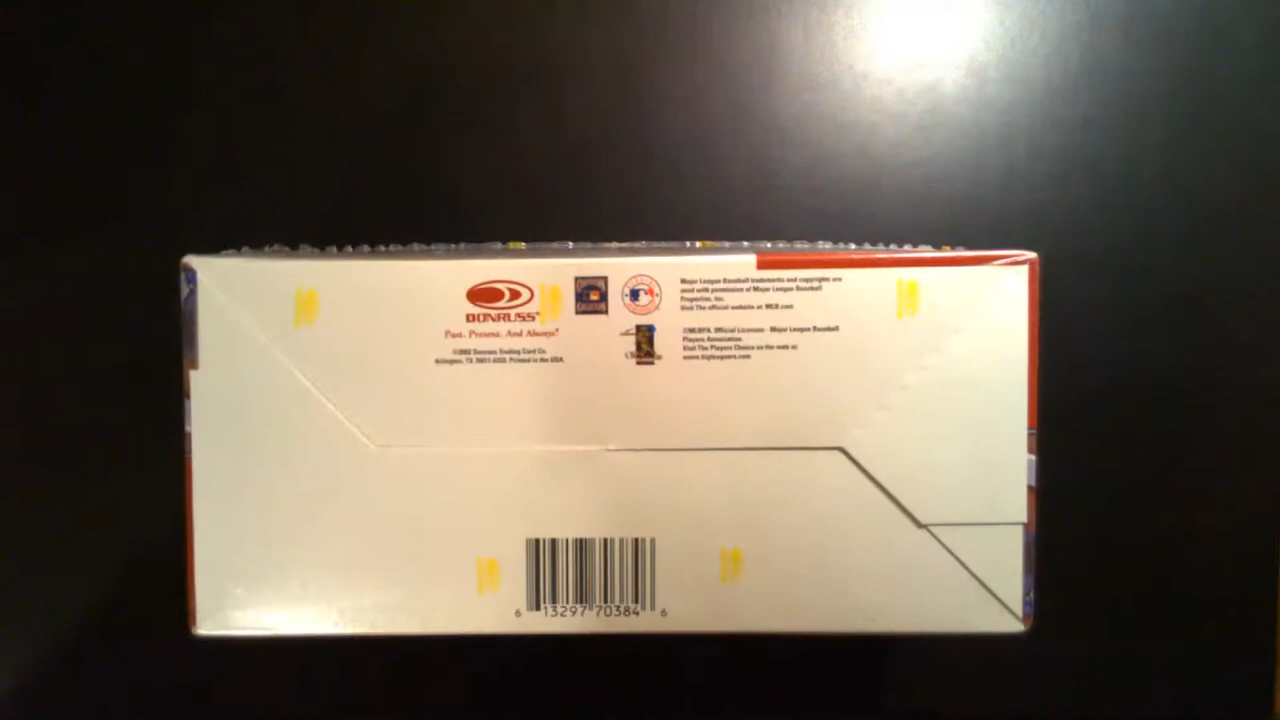 DONRUSS
Past. Present. And Always.
©2002 Donruss Trading Card Co.
Arlington, TX 76011-6333. Printed in the USA.
Major League Baseball trademarks and copyrights are
used with permission of Major League Baseball
Properties, Inc.
Visit The official website at MLB.com
©MLBPA. Official Licensee - Major League Baseball
Players Association
Visit The Players Choice on the web at
www.bigleaguers.com
6 13297 70384 6